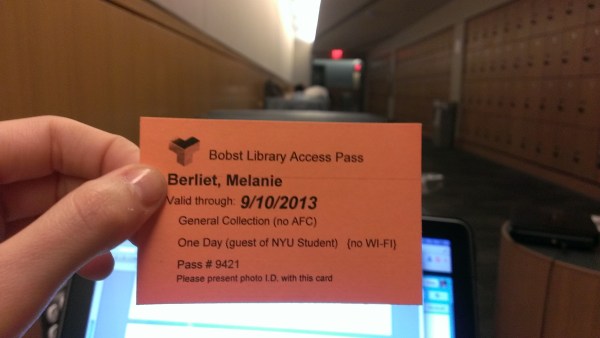 Bobst Library Access Pass
Berliet, Melanie
Valid through: 9/10/2013
General Collection (no AFC)
One Day (guest of NYU Student) (no WI-FI)
Pass # 9421
Please present photo I.D. with this card